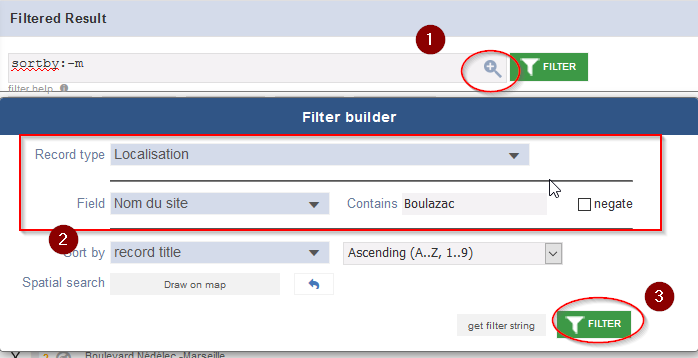 Filtered Result
1
sortby:-m
FILTER
filter help
Filter builder
Record type Localisation
Field Nom du site Contains Boulazac negate
2
Sort by record title Ascending (A..Z, 1..9)
Spatial search Draw on map
3
get filter string FILTER
Boulevard Nédélec -Marseille